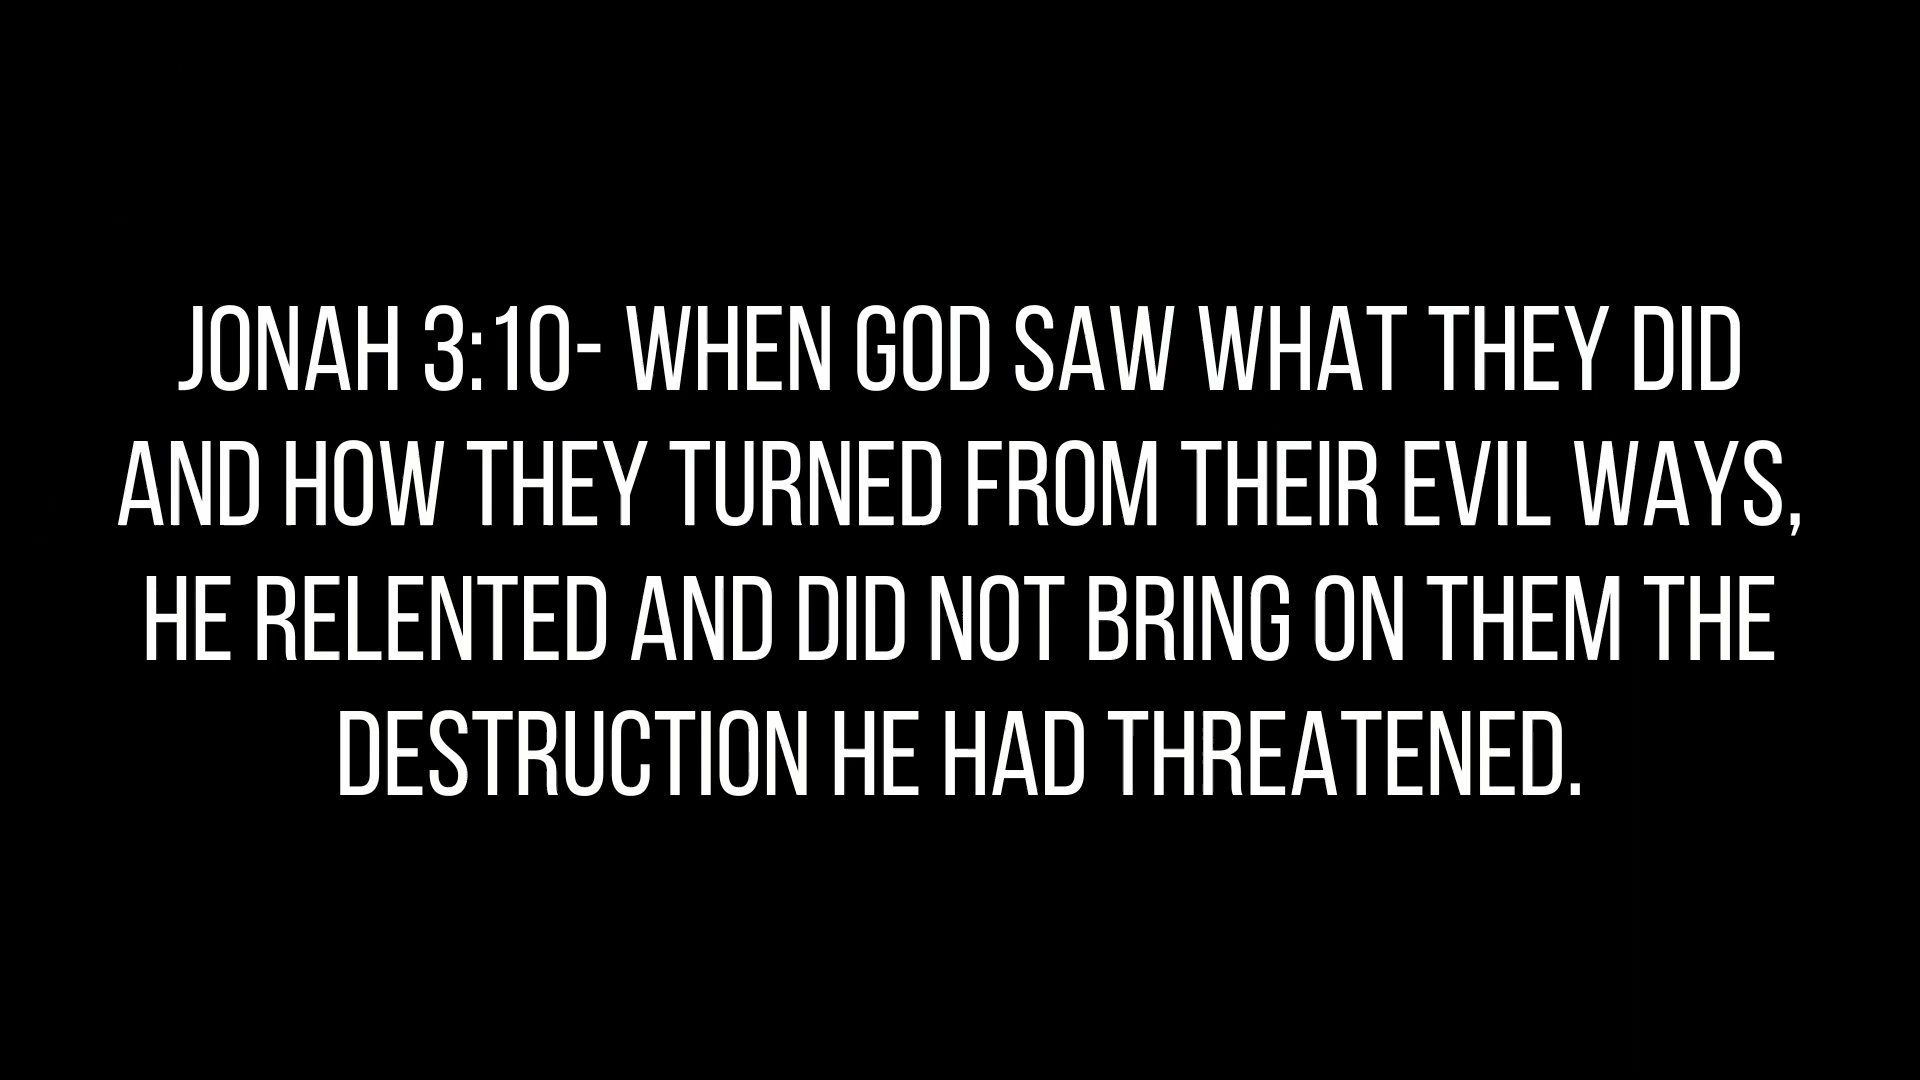 JONAH 3:10- WHEN GOD SAW WHAT THEY DID
AND HOW THEY TURNED FROM THEIR EVIL WAYS,
HE RELENTED AND DID NOT BRING ON THEM THE
DESTRUCTION HE HAD THREATENED.